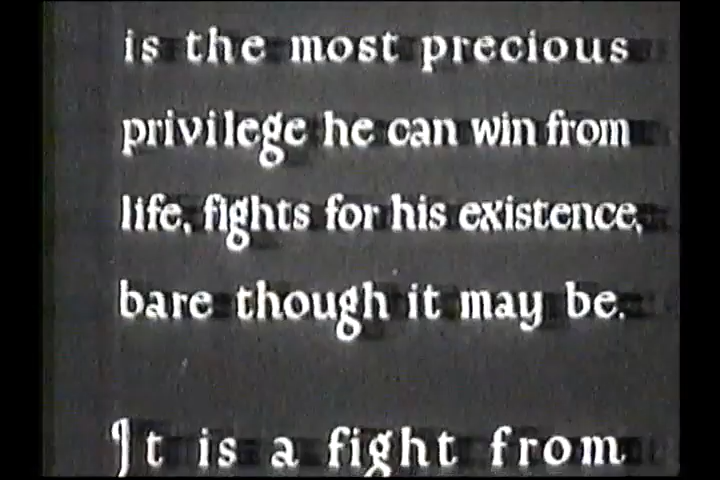 is the most precious
privilege he can win from
life, fights for his existence,
bare though it may be.
It is a fight from